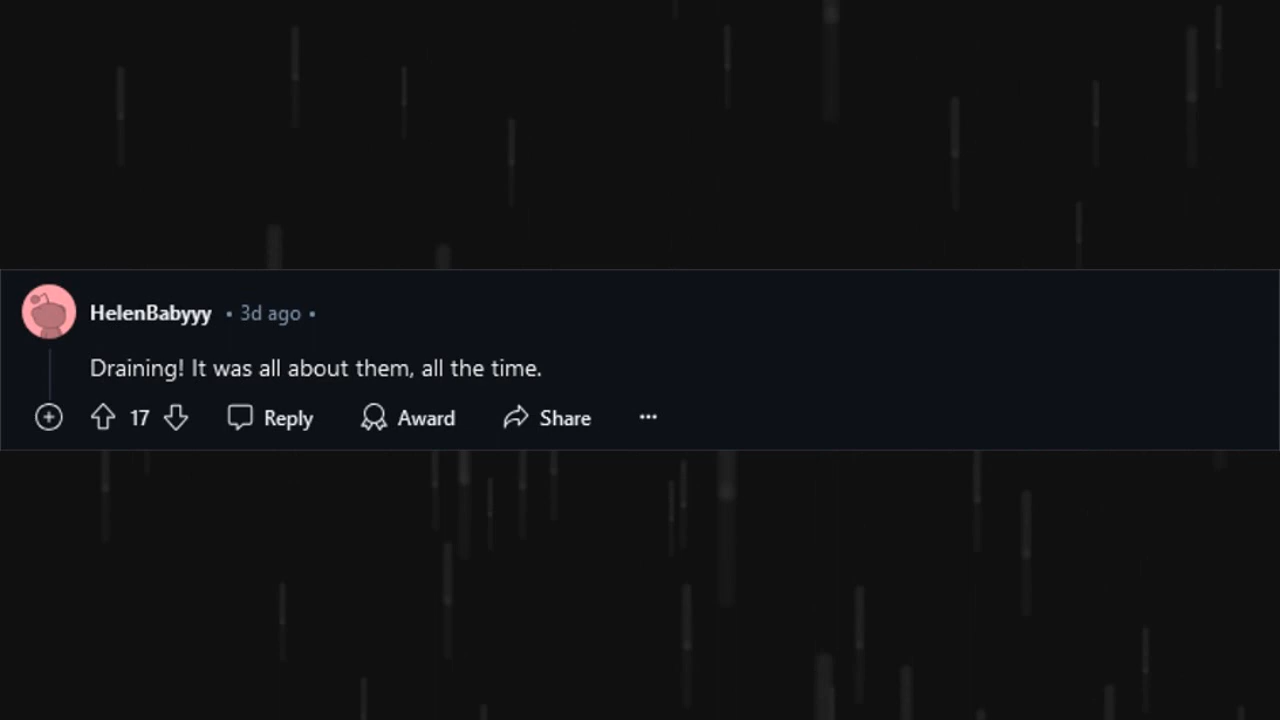 HelenBabyyy • 3d ago •
Draining! It was all about them, all the time.
17 Reply Award Share ...